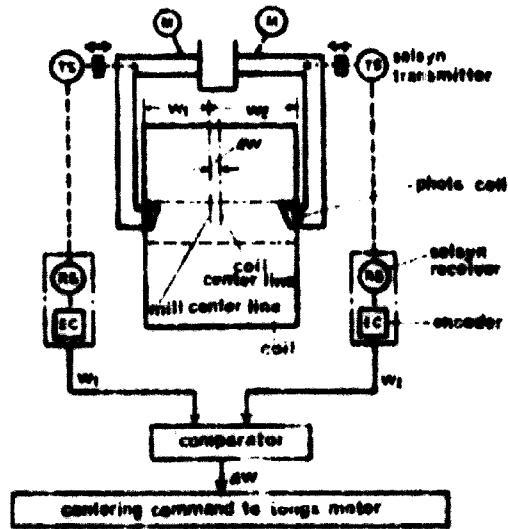 M M
TS TS
selsyn
transmitter
W₁ W₂
ΔW
photo coil
coil
center line
mill center line
coil
RS RS
selsyn
receiver
EC EC
encoder
W₁ W₂
comparator
ΔW
centering command to tongs motor